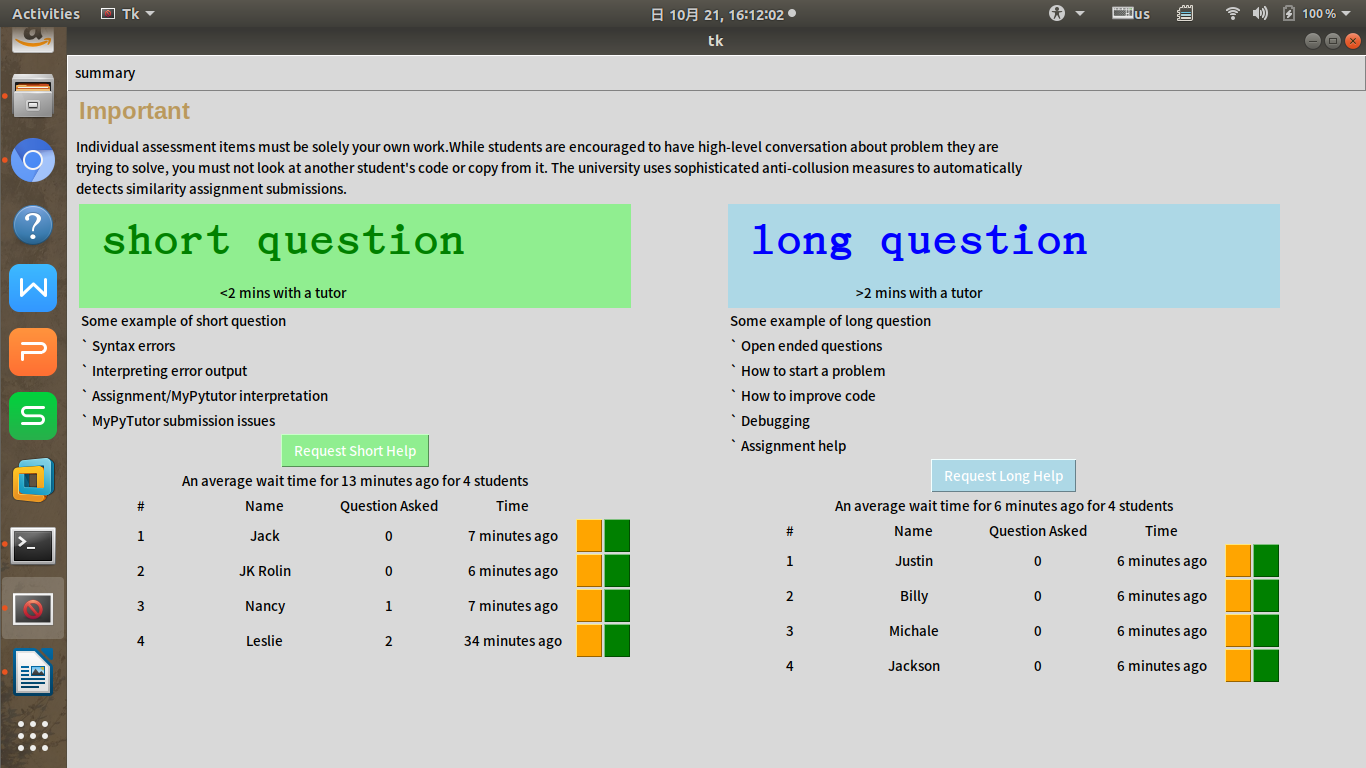 Activities Tk 日 10月 21, 16:12:02 us 100 %
tk
summary
Important
Individual assessment items must be solely your own work.While students are encouraged to have high-level conversation about problem they are
trying to solve, you must not look at another student's code or copy from it. The university uses sophisticated anti-collusion measures to automatically
detects similarity assignment submissions.
short question
<2 mins with a tutor
Some example of short question
` Syntax errors
` Interpreting error output
` Assignment/MyPytutor interpretation
` MyPyTutor submission issues
Request Short Help
An average wait time for 13 minutes ago for 4 students
# Name Question Asked Time
1 Jack 0 7 minutes ago
2 JK Rolin 0 6 minutes ago
3 Nancy 1 7 minutes ago
4 Leslie 2 34 minutes ago
long question
>2 mins with a tutor
Some example of long question
` Open ended questions
` How to start a problem
` How to improve code
` Debugging
` Assignment help
Request Long Help
An average wait time for 6 minutes ago for 4 students
# Name Question Asked Time
1 Justin 0 6 minutes ago
2 Billy 0 6 minutes ago
3 Michale 0 6 minutes ago
4 Jackson 0 6 minutes ago